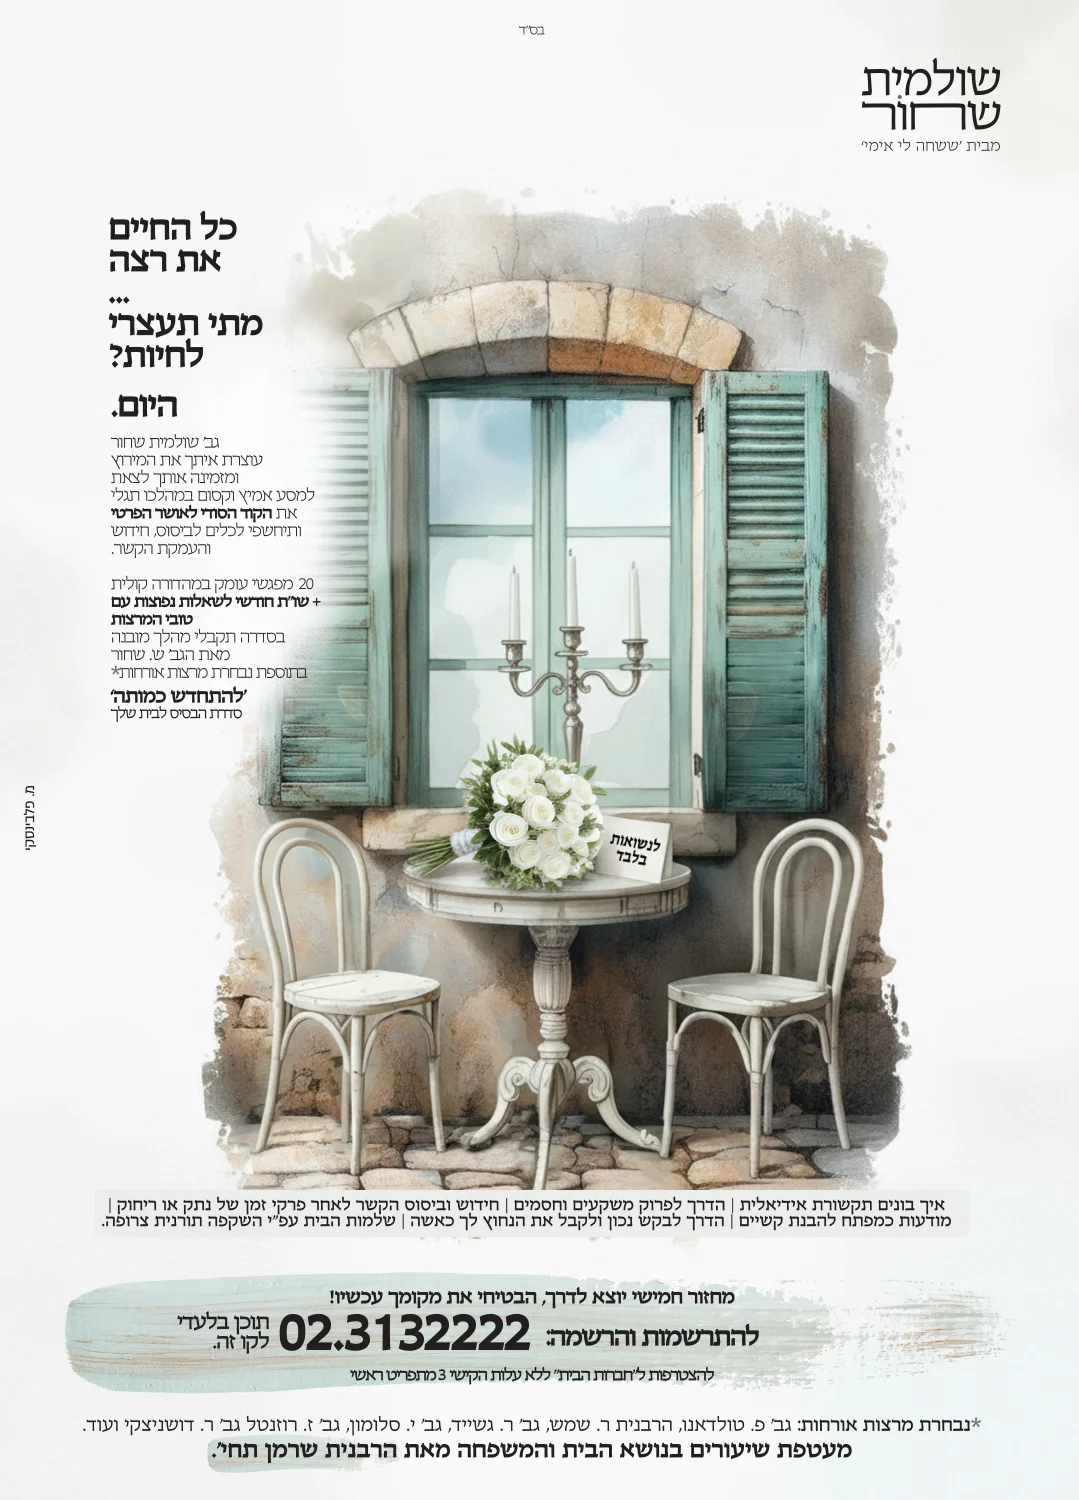 בס"ד
שולמית
שחור
מבית 'ששחה לי אימי'
כל החיים
את רצה
...
מתי תעצרי
לחיות?
היום.
גב' שולמית שחור
עוצרת איתך את המירוץ
ומזמינה אותך לצאת
למסע אמיץ וקסום במהלכו תגלי
את הקוד הסודי לאושר הפרטי
ותיחשפי לכלים לביסוס, חידוש
והעמקת הקשר.
20 מפגשי עומק במהדורה קולית
+ שו"ת חודשי לשאלות נפוצות עם
טובי המרצות
בסדרה תקבלי מהלך מובנה
מאת הגב' ש. שחור
בתוספת נבחרת מרצות אורחות*
'להתחדש כמותה'
סדרת הבסיס לבית שלך
מ. פלבינסקי
לנשואות
בלבד
איך בונים תקשורת אידיאלית | הדרך לפרוק משקעים וחסמים | חידוש וביסוס הקשר לאחר פרקי זמן של נתק או ריחוק |
מודעות כמפתח להבנת קשיים | הדרך לבקש נכון ולקבל את הנחוץ לך כאשה | שלמות הבית עפ"י השקפה תורנית צרופה.
מחזור חמישי יוצא לדרך, הבטיחי את מקומך עכשיו!
להתרשמות והרשמה: 02.3132222 תוכן בלעדי
לקו זה.
להצטרפות ל"חברות הבית" ללא עלות הקישי 3 מתפריט ראשי
*נבחרת מרצות אורחות: גב' פ. טולדאנו, הרבנית ר. שמש, גב' ר. גשייד, גב' י. סלומון, גב' ז. רוזנטל גב' ר. דושניצקי ועוד.
מעטפת שיעורים בנושא הבית והמשפחה מאת הרבנית שרמן תחי'.